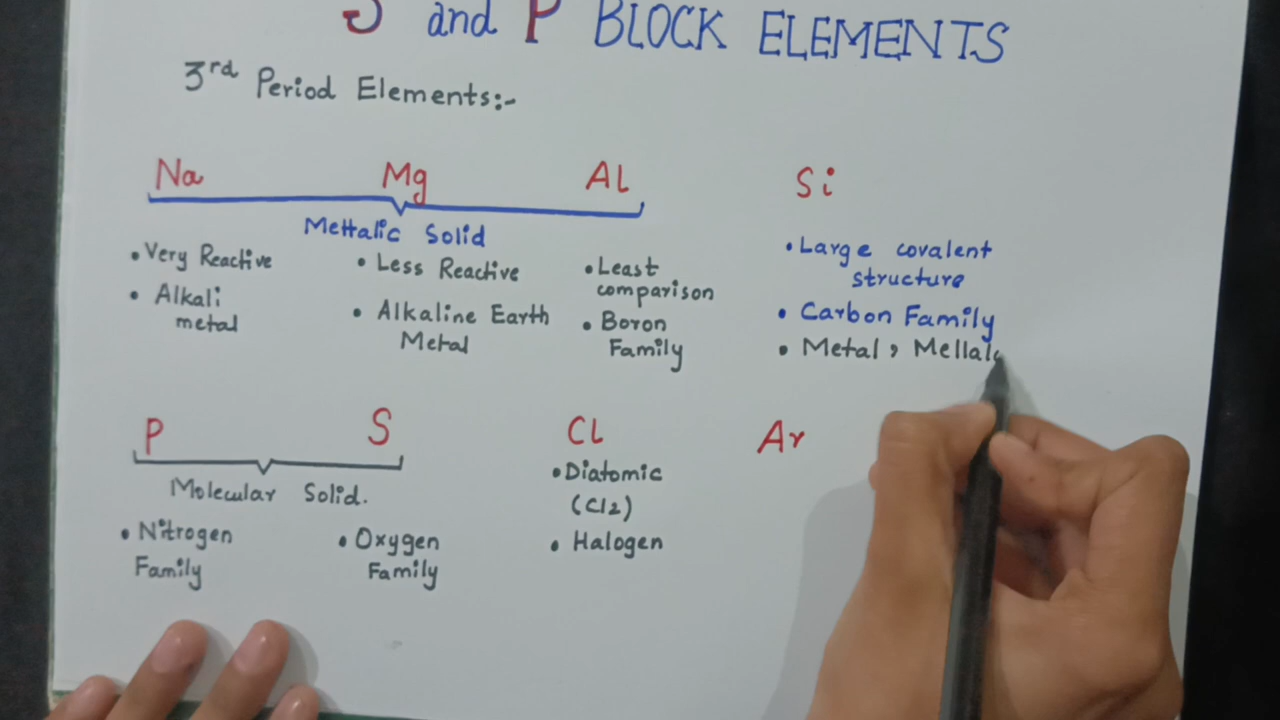 S and P BLOCK ELEMENTS
3rd Period Elements:-
Na Mg Al Si
Mettalic Solid
• Very Reactive
• Alkali
metal
• Less Reactive
• Alkaline Earth
Metal
• Least
comparison
• Boron
Family
• Large covalent
structure
• Carbon Family
• Metal, Mellal
P S Cl Ar
Molecular Solid.
• Nitrogen
Family
• Oxygen
Family
• Diatomic
(Cl2)
• Halogen